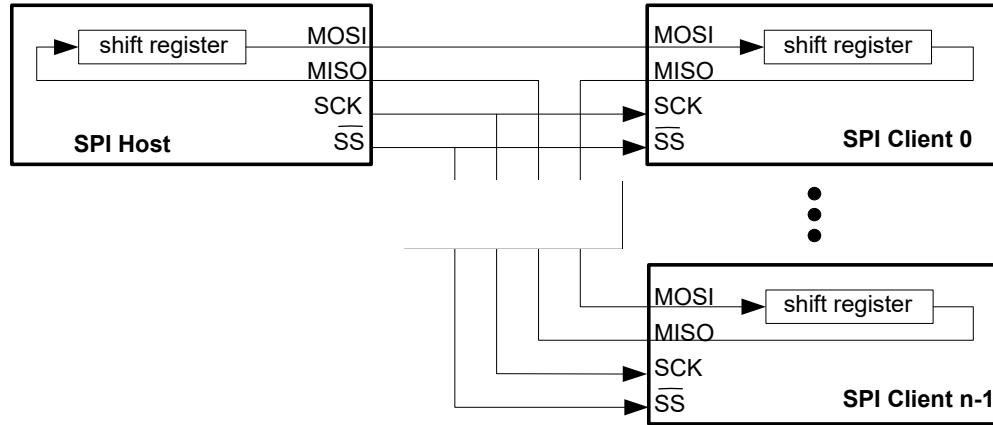 shift register
MOSI
MISO
SCK
SS
SPI Host
MOSI
shift register
MISO
SCK
SS
SPI Client 0
MOSI
shift register
MISO
SCK
SS
SPI Client n-1